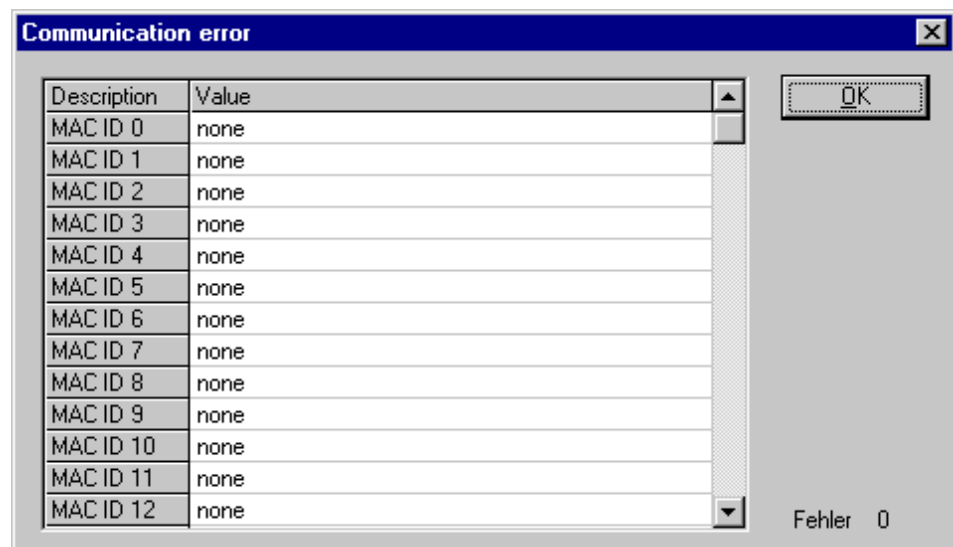 Communication error
Description Value
OK
MAC ID 0 none
MAC ID 1 none
MAC ID 2 none
MAC ID 3 none
MAC ID 4 none
MAC ID 5 none
MAC ID 6 none
MAC ID 7 none
MAC ID 8 none
MAC ID 9 none
MAC ID 10 none
MAC ID 11 none
MAC ID 12 none
Fehler 0